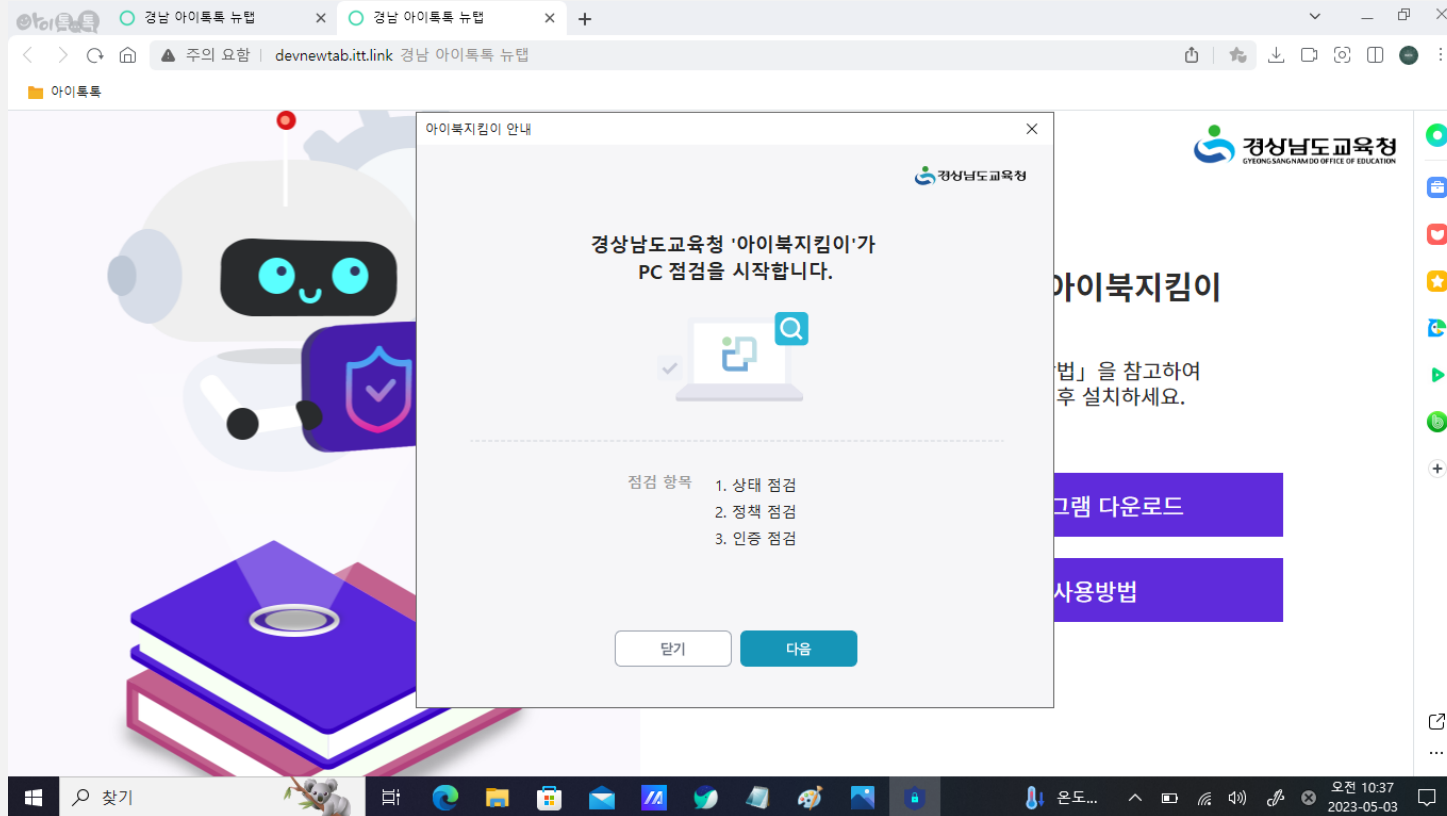 아이톡톡
경남 아이톡톡 뉴탭
경남 아이톡톡 뉴탭
주의 요함
devnewtab.itt.link 경남 아이톡톡 뉴탭
아이톡톡
아이북지킴이 안내
경상남도교육청
경상남도교육청 '아이북지킴이'가
PC 점검을 시작합니다.
점검 항목
1. 상태 점검
2. 정책 점검
3. 인증 점검
닫기
다음
경상남도교육청
GYEONGSANGNAMDO OFFICE OF EDUCATION
아이북지킴이
법」을 참고하여
후 설치하세요.
그램 다운로드
사용방법
찾기
온도...
오전 10:37
2023-05-03